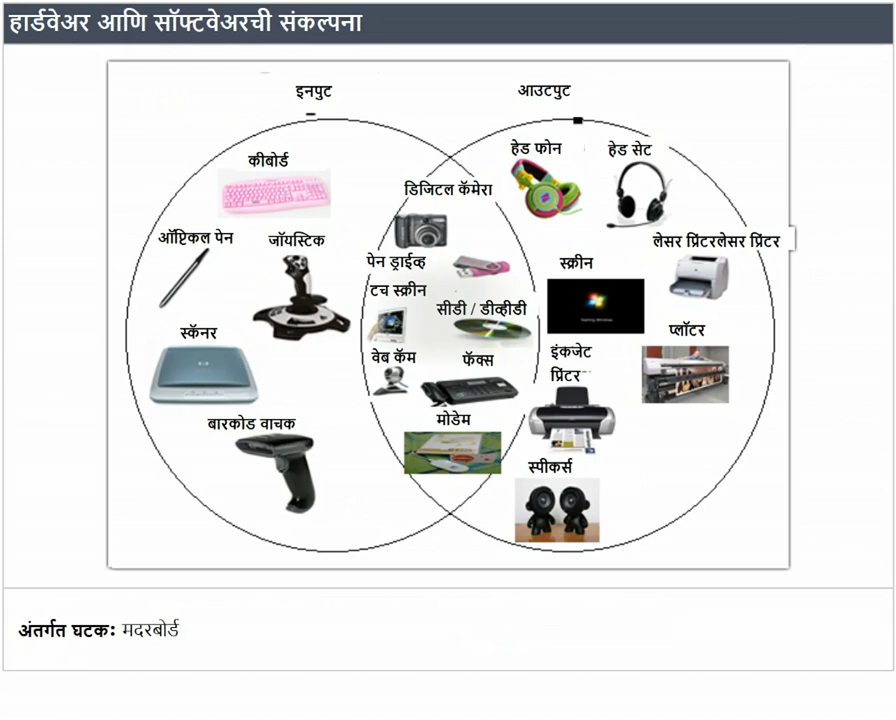 हार्डवेअर आणि सॉफ्टवेअरची संकल्पना
इनपुट
आउटपुट
कीबोर्ड
हेड फोन
हेड सेट
डिजिटल कॅमेरा
ऑप्टिकल पेन
जॉयस्टिक
लेसर प्रिंटरलेसर प्रिंटर
पेन ड्राईव्ह
स्क्रीन
टच स्क्रीन
सीडी / डीव्हीडी
स्कॅनर
प्लॉटर
वेब कॅम
फॅक्स
इंकजेट
प्रिंटर
बारकोड वाचक
मोडेम
स्पीकर्स
अंतर्गत घटक: मदरबोर्ड